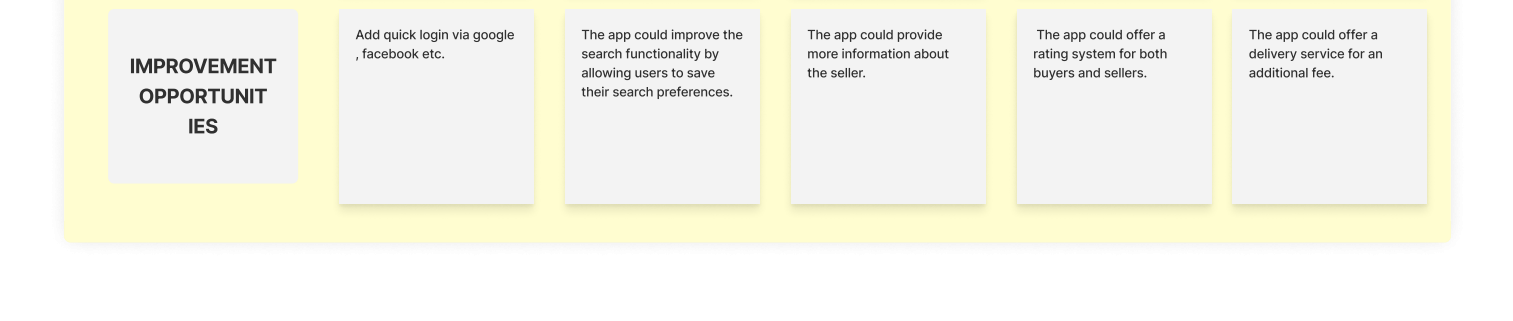 IMPROVEMENT
OPPORTUNIT
IES
Add quick login via google
, facebook etc.
The app could improve the
search functionality by
allowing users to save
their search preferences.
The app could provide
more information about
the seller.
The app could offer a
rating system for both
buyers and sellers.
The app could offer a
delivery service for an
additional fee.